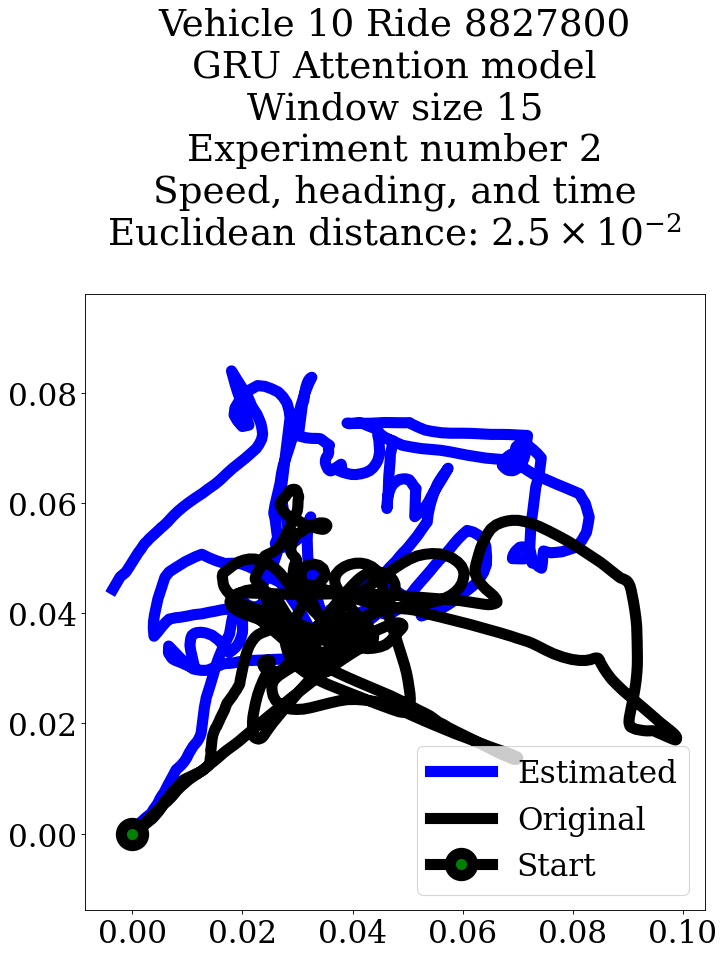 Vehicle 10 Ride 8827800
GRU Attention model
Window size 15
Experiment number 2
Speed, heading, and time
Euclidean distance: 2.5 × 10⁻²
0.08
0.06
0.04
0.02
0.00
Estimated
Original
Start
0.00 0.02 0.04 0.06 0.08 0.10